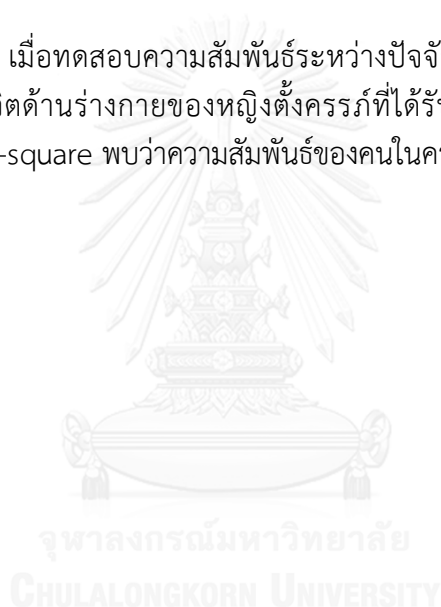 เมื่อทดสอบความสัมพันธ์ระหว่างปัจจั
ิตด้านร่างกายของหญิงตั้งครรภ์ที่ได้รั
-square พบว่าความสัมพันธ์ของคนในคร
จุฬาลงกรณ์มหาวิทยาลัย
CHULALONGKORN UNIVERSITY